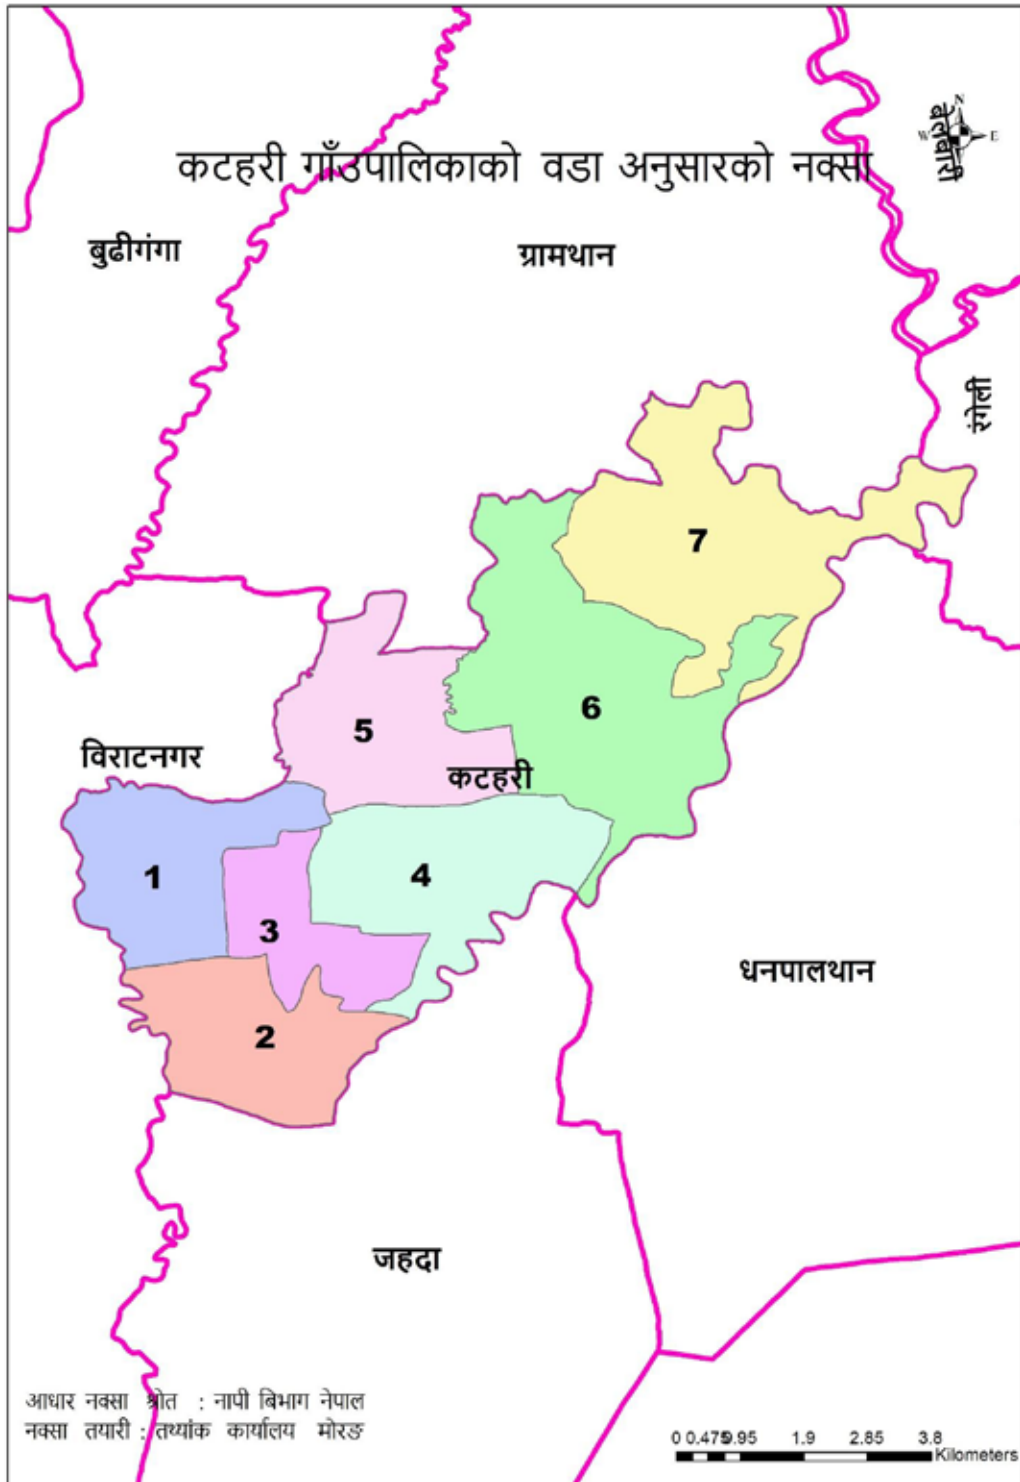 कटहरी गाँउपालिकाको वडा अनुसारको नक्सा
N
W E
बेलवारी
बुढीगंगा
ग्रामथान
रंगेली
7
6
5
विराटनगर
कटहरी
1
4
3
धनपालथान
2
जहदा
आधार नक्सा श्रोत : नापी बिभाग नेपाल
नक्सा तयारी : तथ्यांक कार्यालय मोरङ
0 0.475 0.95 1.9 2.85 3.8
Kilometers